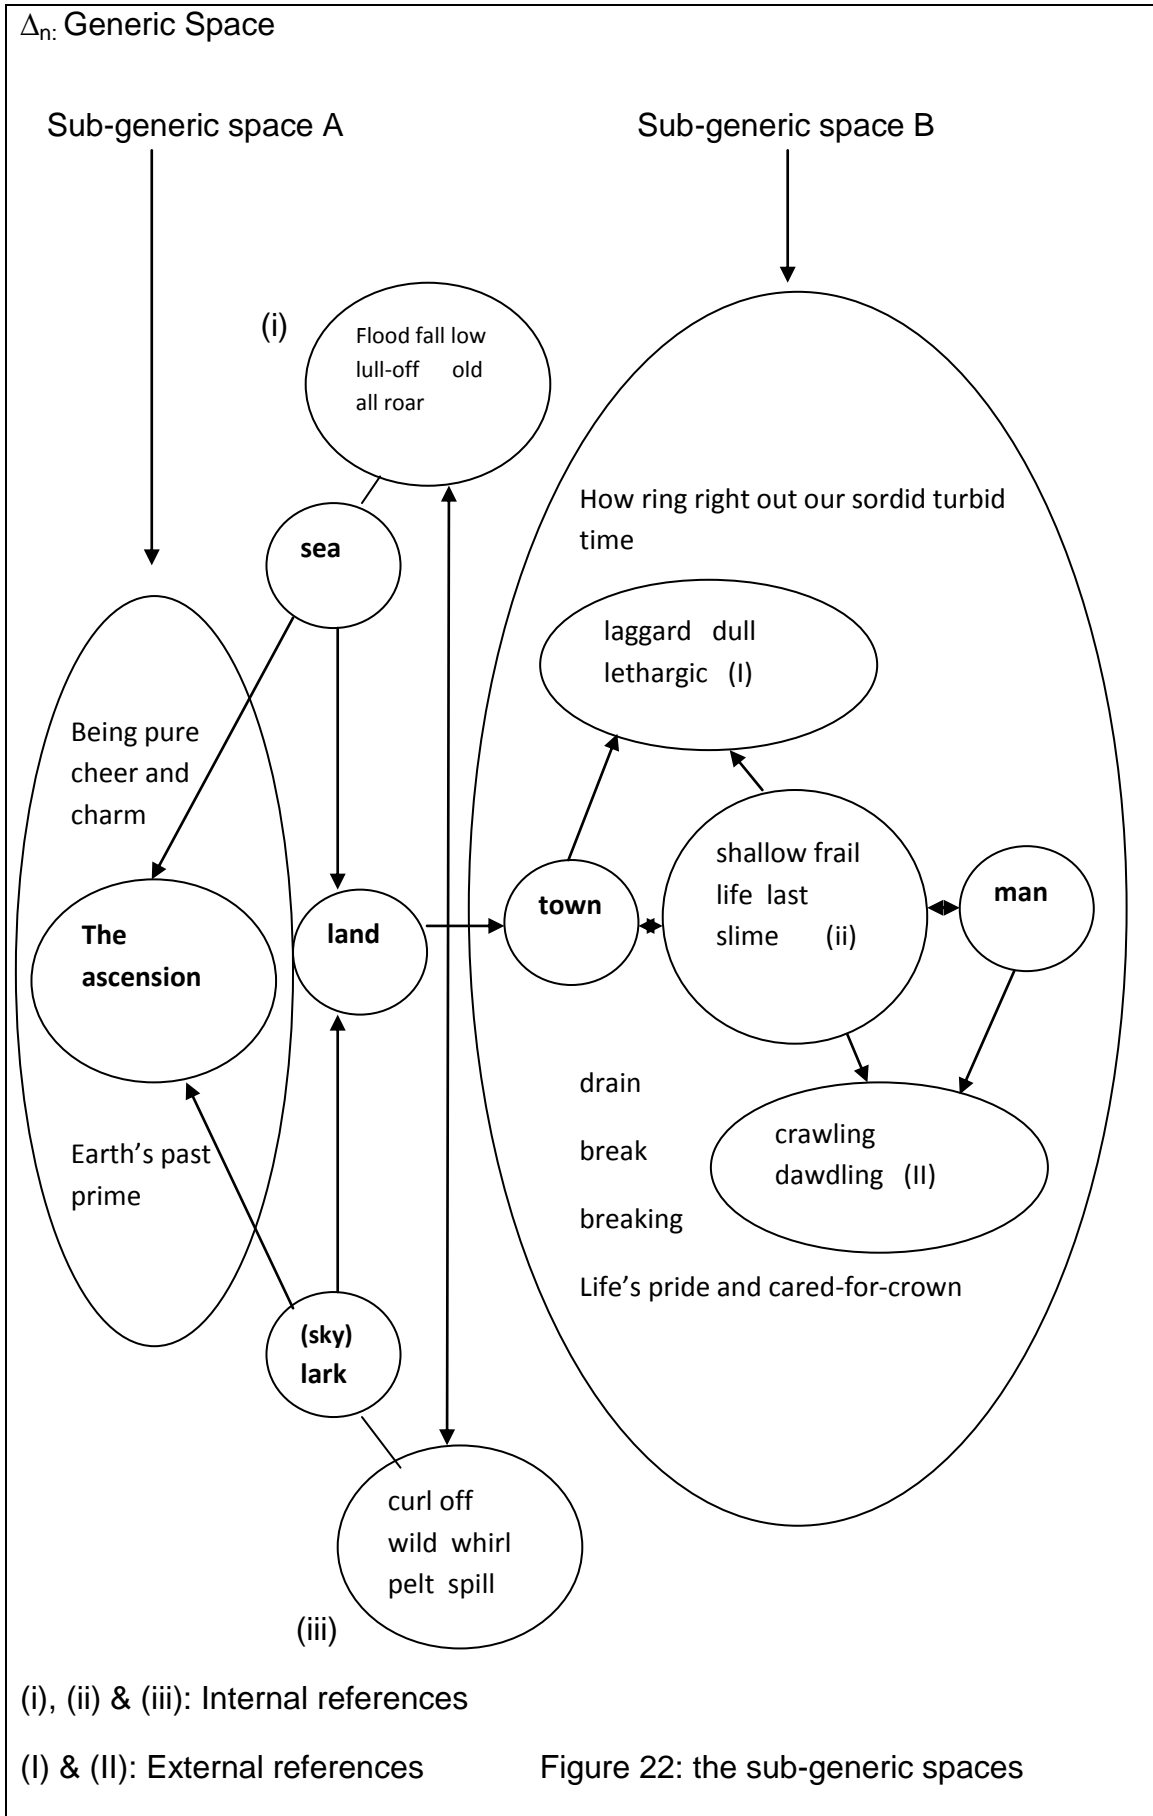 Δn: Generic Space
Sub-generic space A
Sub-generic space B
(i)
Flood fall low
lull-off old
all roar
sea
How ring right out our sordid turbid
time
laggard dull
lethargic (I)
Being pure
cheer and
charm
The
ascension
land
town
shallow frail
life last
slime (ii)
man
drain
break
breaking
Life’s pride and cared-for-crown
crawling
dawdling (II)
Earth’s past
prime
(sky)
lark
curl off
wild whirl
pelt spill
(iii)
(i), (ii) & (iii): Internal references
(I) & (II): External references
Figure 22: the sub-generic spaces